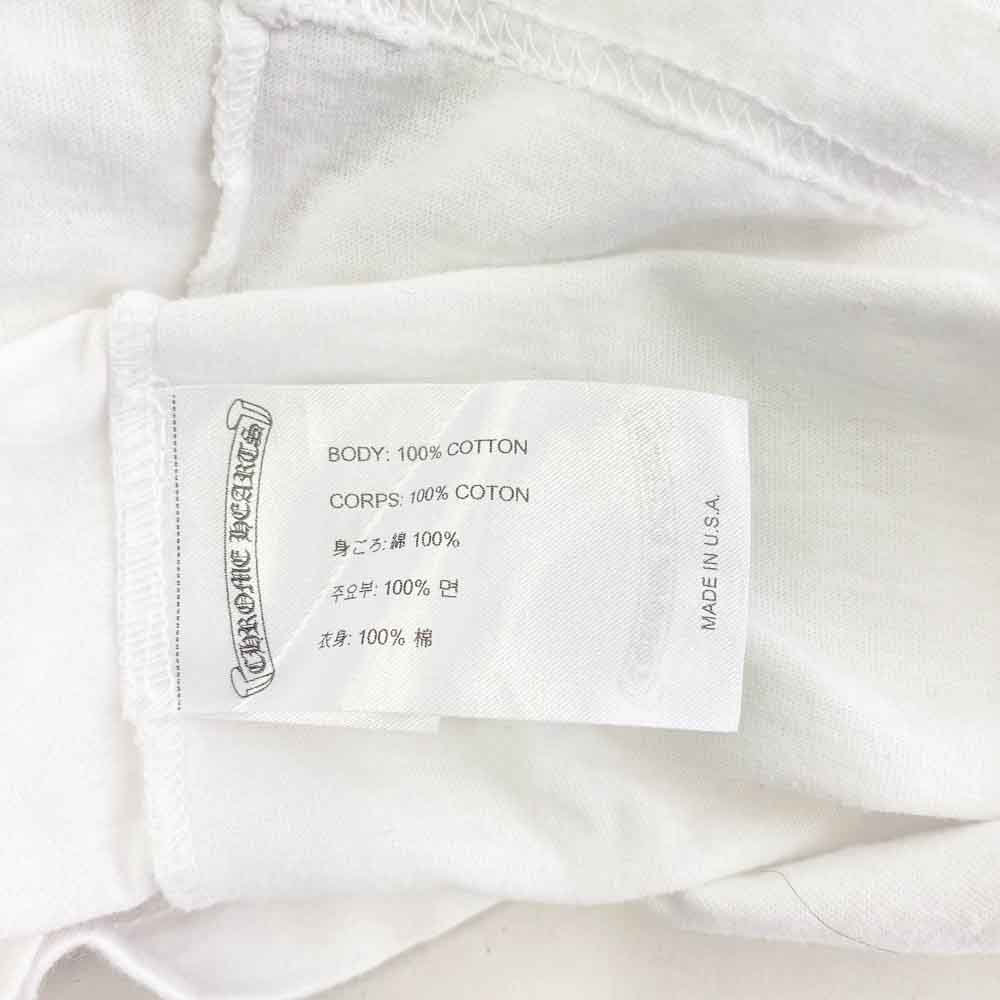 CHROME HEARTS
BODY: 100% COTTON
CORPS: 100% COTON
身ごろ: 綿 100%
주요부: 100% 면
衣身: 100% 棉
MADE IN U.S.A.